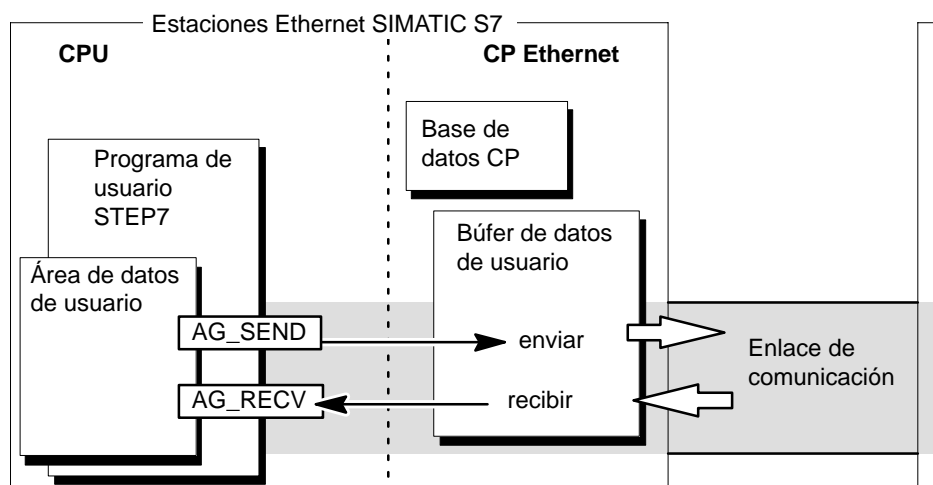 Estaciones Ethernet SIMATIC S7
CPU
CP Ethernet
Base de
datos CP
Programa de
usuario
STEP7
Búfer de datos
de usuario
Área de datos
de usuario
AG_SEND
enviar
Enlace de
comunicación
AG_RECV
recibir